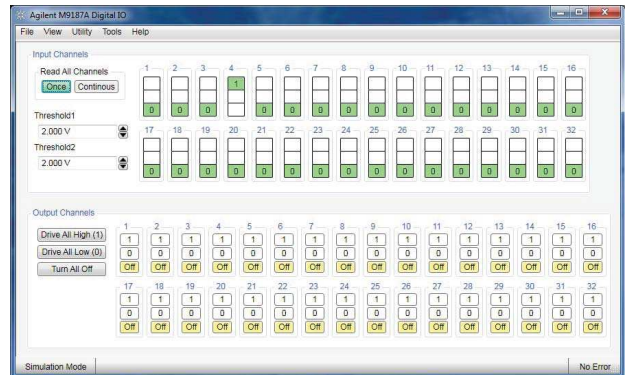 Agilent M9187A Digital IO
File View Utility Tools Help
Input Channels
Read All Channels
Once Continous
Threshold1
2.000 V
Threshold2
2.000 V
1 2 3 4 5 6 7 8 9 10 11 12 13 14 15 16
1
0 0 0 0 0 0 0 0 0 0 0 0 0 0 0
17 18 19 20 21 22 23 24 25 26 27 28 29 30 31 32
0 0 0 0 0 0 0 0 0 0 0 0 0 0 0 0
Output Channels
Drive All High (1)
Drive All Low (0)
Turn All Off
1 2 3 4 5 6 7 8 9 10 11 12 13 14 15 16
1 1 1 1 1 1 1 1 1 1 1 1 1 1 1 1
0 0 0 0 0 0 0 0 0 0 0 0 0 0 0 0
Off Off Off Off Off Off Off Off Off Off Off Off Off Off Off Off
17 18 19 20 21 22 23 24 25 26 27 28 29 30 31 32
1 1 1 1 1 1 1 1 1 1 1 1 1 1 1 1
0 0 0 0 0 0 0 0 0 0 0 0 0 0 0 0
Off Off Off Off Off Off Off Off Off Off Off Off Off Off Off Off
Simulation Mode No Error